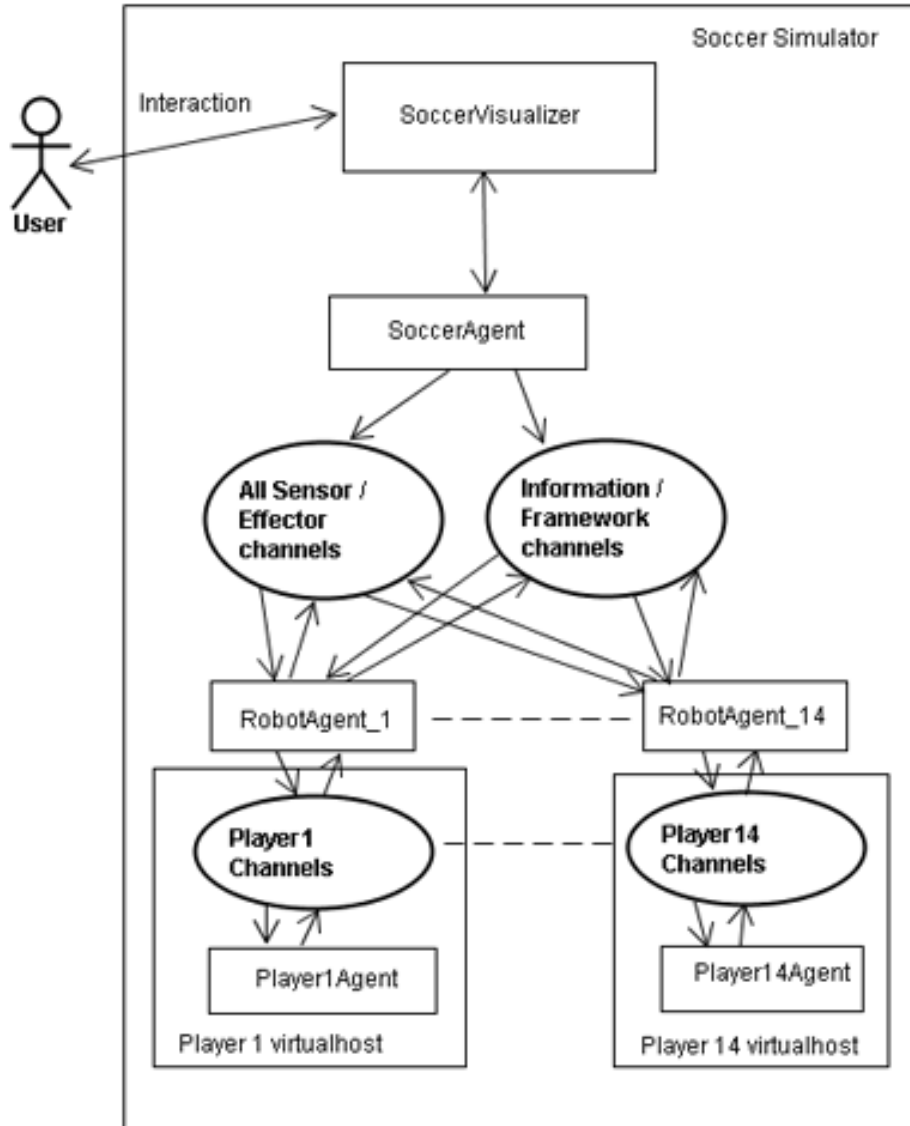 Soccer Simulator
Interaction
SoccerVisualizer
User
SoccerAgent
All Sensor /
Effector
channels
Information /
Framework
channels
RobotAgent_1
RobotAgent_14
Player1
Channels
Player14
Channels
Player1Agent
Player14Agent
Player 1 virtualhost
Player 14 virtualhost